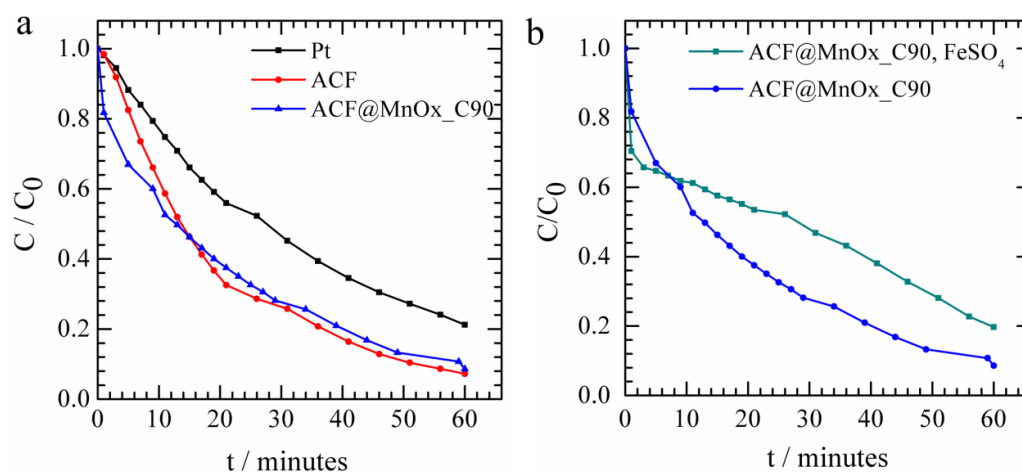 a
1.0
0.8
0.6
0.4
0.2
0.0
C / C₀
0 10 20 30 40 50 60
t / minutes
Pt
ACF
ACF@MnOx_C90
b
1.0
0.8
0.6
0.4
0.2
0.0
C/C₀
0 10 20 30 40 50 60
t / minutes
ACF@MnOx_C90, FeSO₄
ACF@MnOx_C90